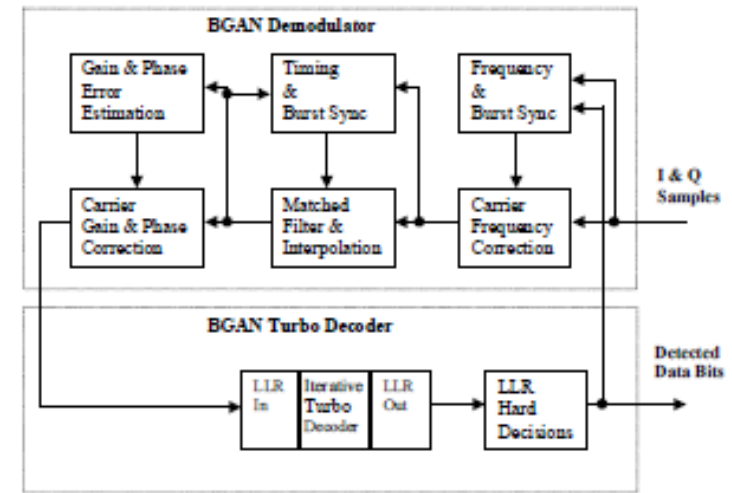 BGAN Demodulator
Gain & Phase
Error
Estimation
Timing
&
Burst Sync
Frequency
&
Burst Sync
I & Q
Samples
Carrier
Gain & Phase
Correction
Matched
Filter &
Interpolation
Carrier
Frequency
Correction
BGAN Turbo Decoder
Detected
Data Bits
LLR
In
Iterative
Turbo
Decoder
LLR
Out
LLR
Hard
Decisions